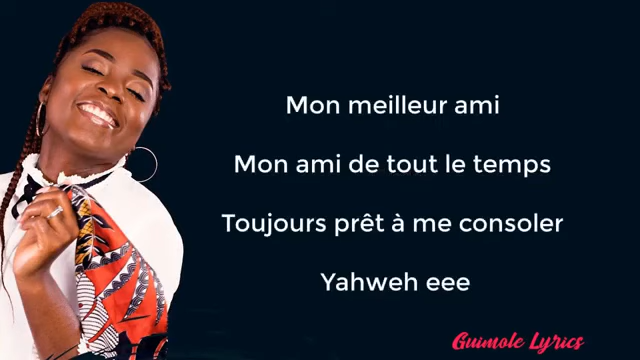 Mon meilleur ami
Mon ami de tout le temps
Toujours prêt à me consoler
Yahweh eee
Guimole Lyrics